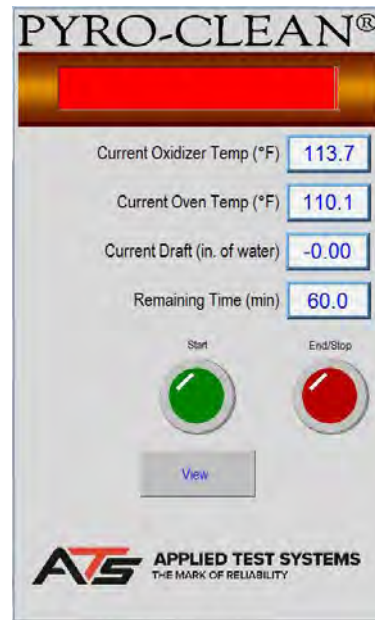 PYRO-CLEAN®
Current Oxidizer Temp (°F) 113.7
Current Oven Temp (°F) 110.1
Current Draft (in. of water) -0.00
Remaining Time (min) 60.0
Start End/Stop
View
ATS APPLIED TEST SYSTEMS
THE MARK OF RELIABILITY